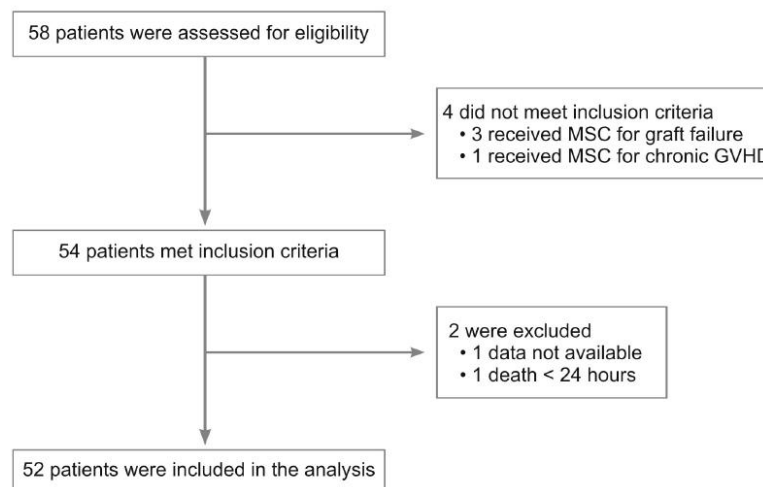 58 patients were assessed for eligibility
4 did not meet inclusion criteria
• 3 received MSC for graft failure
• 1 received MSC for chronic GVHD
54 patients met inclusion criteria
2 were excluded
• 1 data not available
• 1 death < 24 hours
52 patients were included in the analysis